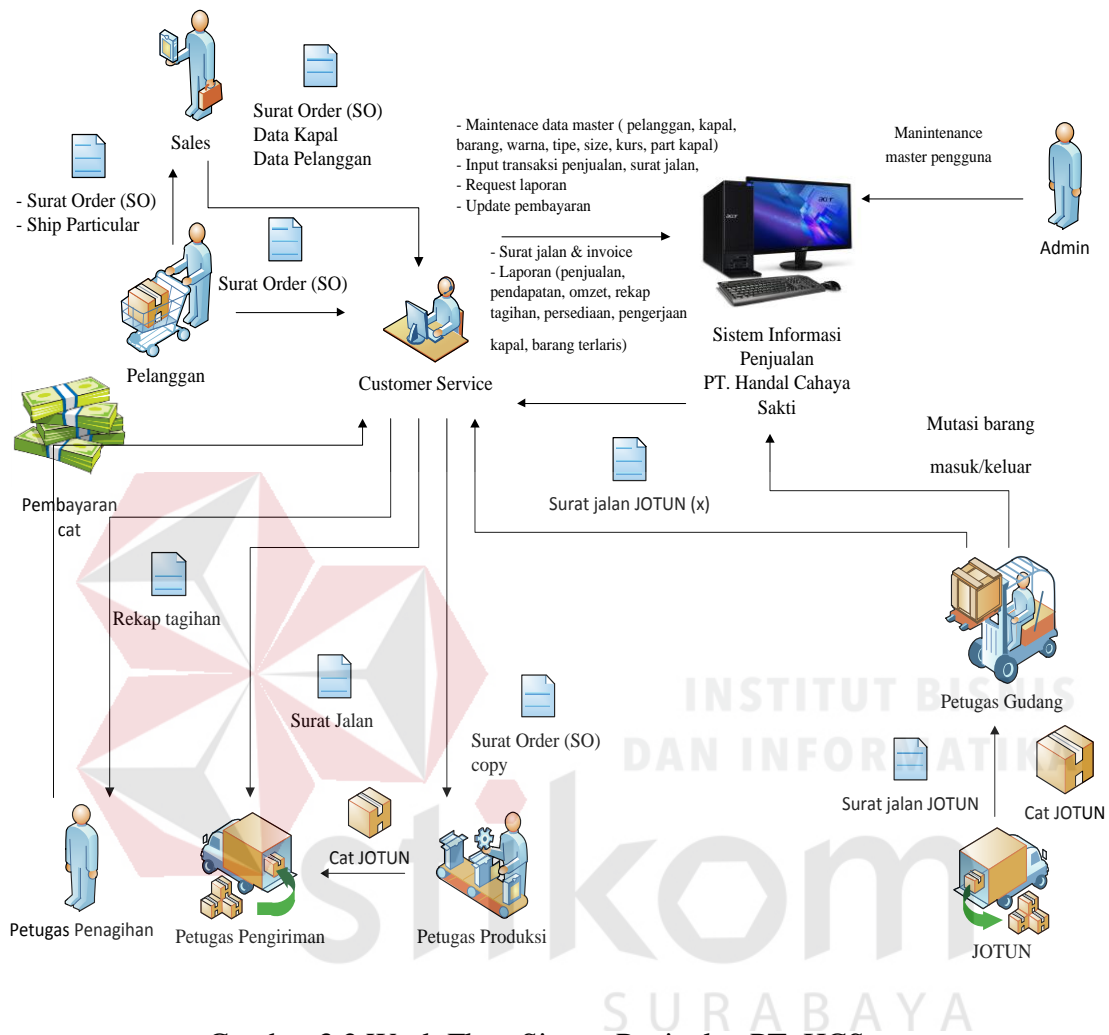 Sales
Surat Order (SO)
Data Kapal
Data Pelanggan
- Surat Order (SO)
- Ship Particular
- Maintenace data master ( pelanggan, kapal,
barang, warna, tipe, size, kurs, part kapal)
- Input transaksi penjualan, surat jalan,
- Request laporan
- Update pembayaran
Manintenance
master pengguna
Admin
Surat Order (SO)
- Surat jalan & invoice
- Laporan (penjualan,
pendapatan, omzet, rekap
tagihan, persediaan, pengerjaan
kapal, barang terlaris)
acer
acer
Pelanggan
Customer Service
Sistem Informasi
Penjualan
PT. Handal Cahaya
Sakti
Mutasi barang
masuk/keluar
Pembayaran
cat
Surat jalan JOTUN (x)
Rekap tagihan
Surat Jalan
Surat Order (SO)
copy
Petugas Gudang
INSTITUT BISNIS
DAN INFORMATIKA
Surat jalan JOTUN
Cat JOTUN
Cat JOTUN
Petugas Penagihan
Petugas Pengiriman
Petugas Produksi
JOTUN
stikom
SURABAYA